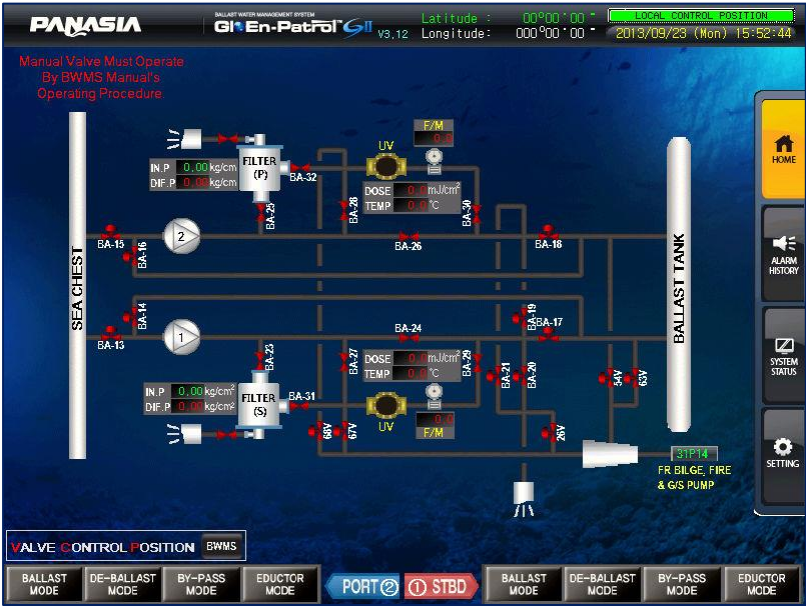 PANASIA
BALLAST WATER MANAGEMENT SYSTEM
GloEn-Patrol™ GII
V3.12
Latitude : 00°00'00 "
Longitude: 000°00'00 "
LOCAL CONTROL POSITION
2013/09/23 (Mon) 15:52:44
Manual Valve Must Operate
By BWMS Manual's
Operating Procedure
HOME
ALARM
HISTORY
SYSTEM
STATUS
SETTING
SEA CHEST
BALLAST TANK
IN.P 0.00 kg/cm
DIF.P 0.00 kg/cm
FILTER
(P)
BA-32
BA-25
BA-28
UV
F/M
0.0
DOSE 0.0 mJ/cm²
TEMP 0.0 °C
BA-30
BA-15
BA-16
2
BA-26
BA-18
BA-14
BA-13
1
BA-23
BA-24
BA-19
BA-17
BA-27
DOSE 0.0 mJ/cm²
TEMP 0.0 °C
BA-29
BA-21
BA-20
54V
63V
IN.P 0.00 kg/cm²
DIF.P 0.00 kg/cm²
FILTER
(S)
BA-31
UV
0.0
F/M
68V
67V
26V
31P14
FR BILGE, FIRE
& G/S PUMP
VALVE CONTROL POSITION BWMS
BALLAST
MODE
DE-BALLAST
MODE
BY-PASS
MODE
EDUCTOR
MODE
PORT ②
① STBD
BALLAST
MODE
DE-BALLAST
MODE
BY-PASS
MODE
EDUCTOR
MODE